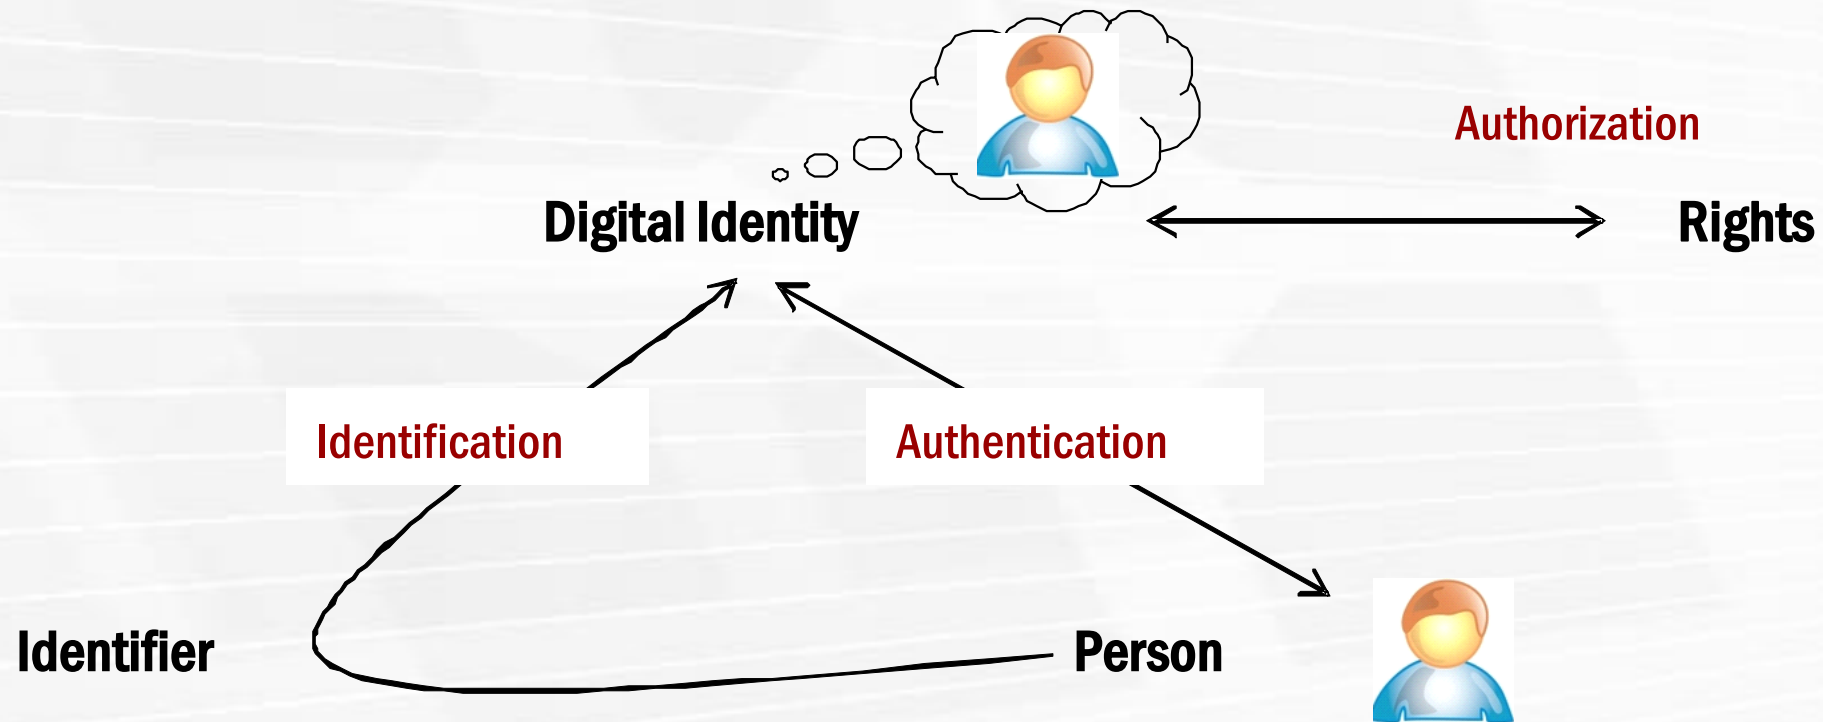 Authorization
Digital Identity
Rights
Identification
Authentication
Identifier
Person